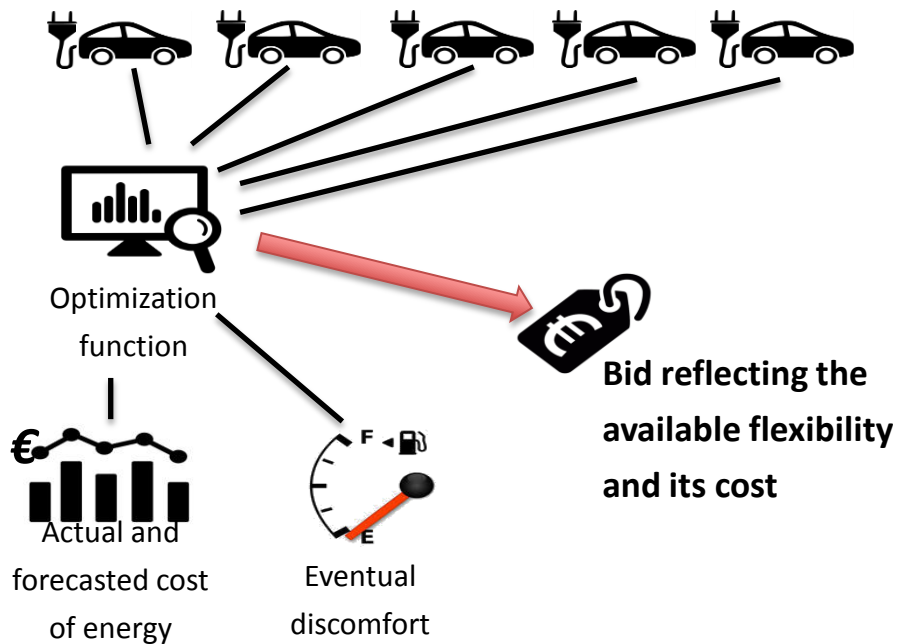 Optimization
function
€
Bid reflecting the
available flexibility
and its cost
€
F
E
Actual and
forecasted cost
of energy
Eventual
discomfort